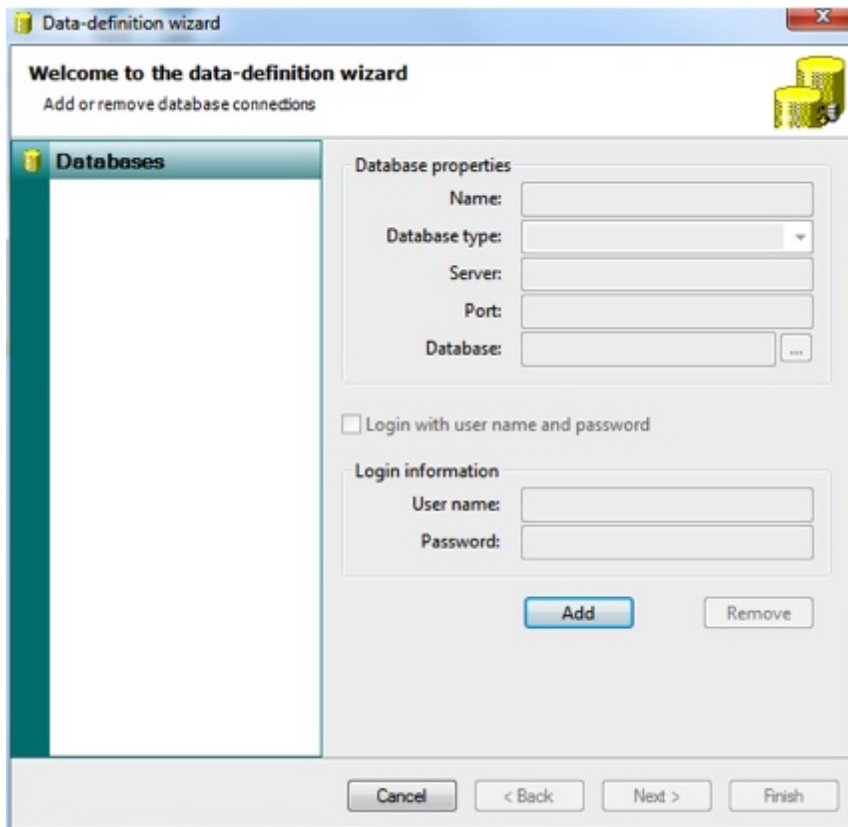 Data-definition wizard
Welcome to the data-definition wizard
Add or remove database connections
Databases
Database properties
Name:
Database type:
Server:
Port:
Database:
...
Login with user name and password
Login information
User name:
Password:
Add Remove
Cancel < Back Next > Finish